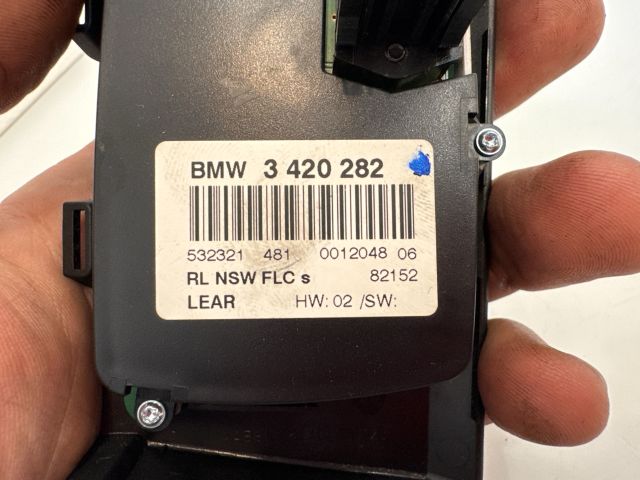 BMW 3 420 282
532321 481 0012048 06
RL NSW FLC s 82152
LEAR HW: 02 /SW: